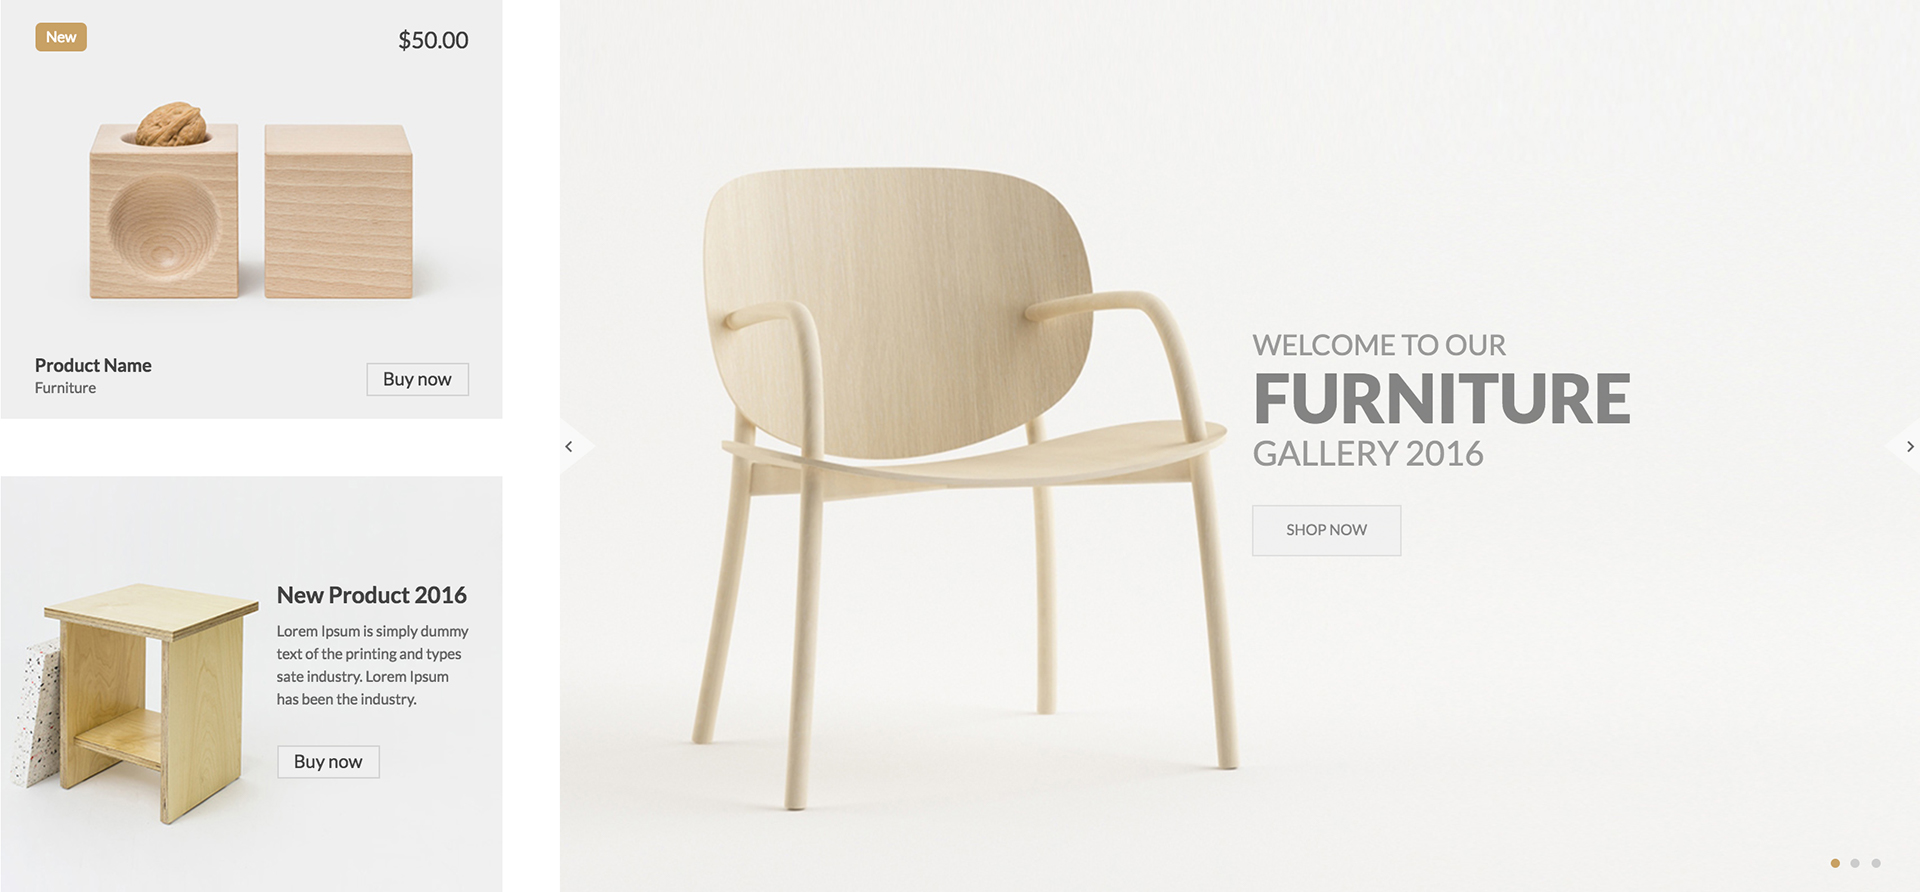 New
$50.00
Product Name
Furniture
Buy now
New Product 2016
Lorem Ipsum is simply dummy
text of the printing and types
sate industry. Lorem Ipsum
has been the industry.
Buy now
WELCOME TO OUR
FURNITURE
GALLERY 2016
SHOP NOW